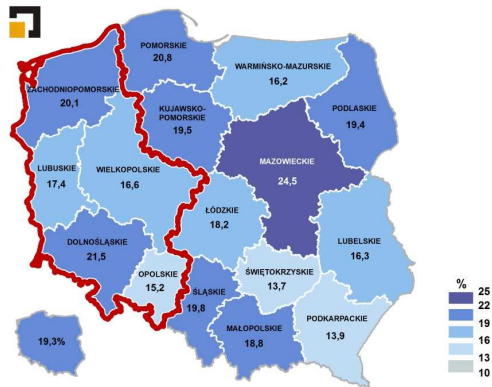 POMORSKIE
20,8
WARMIŃSKO-MAZURSKIE
16,2
ZACHODNIOPOMORSKIE
20,1
KUJAWSKO-
POMORSKIE
19,5
PODLASKIE
19,4
MAZOWIECKIE
24,5
LUBUSKIE
17,4
WIELKOPOLSKIE
16,6
ŁÓDZKIE
18,2
LUBELSKIE
16,3
DOLNOŚLĄSKIE
21,5
OPOLSKIE
15,2
ŚWIĘTOKRZYSKIE
13,7
ŚLĄSKIE
19,8
MAŁOPOLSKIE
18,8
PODKARPACKIE
13,9
19,3%
%
25
22
19
16
13
10